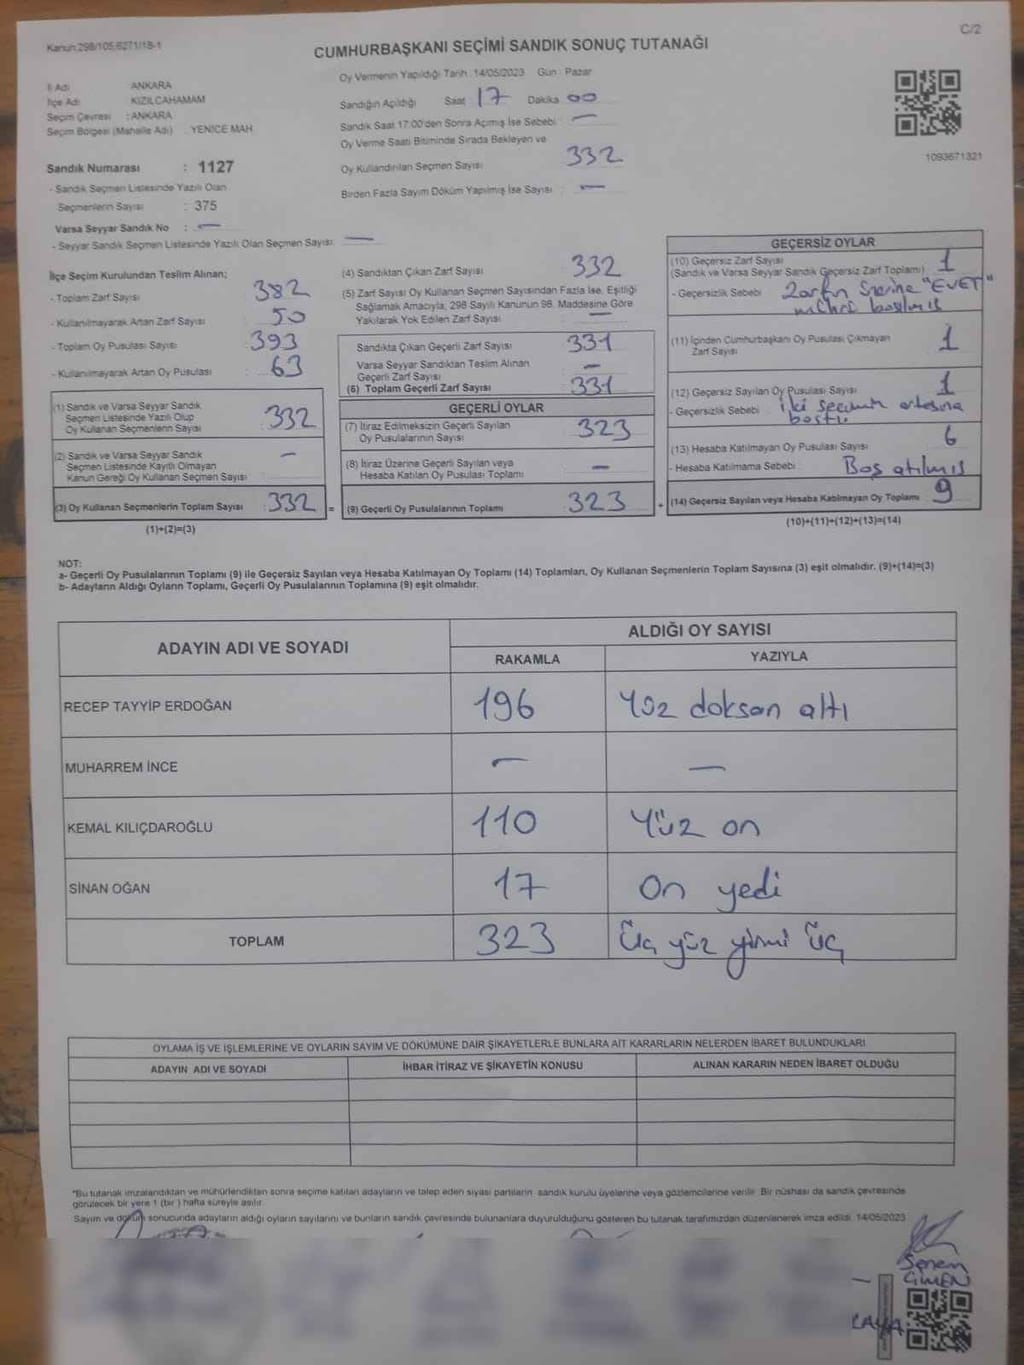 Kanun:298/105,6271/18-1
C/2
CUMHURBAŞKANI SEÇİMİ SANDIK SONUÇ TUTANAĞI
İl Adı : ANKARA
İlçe Adı : KIZILCAHAMAM
Seçim Çevresi : ANKARA
Seçim Bölgesi (Mahalle Adı) : YENİCE MAH
Sandık Numarası : 1127
- Sandık Seçmen Listesinde Yazılı Olan
Seçmenlerin Sayısı : 375
Varsa Seyyar Sandık No : —
- Seyyar Sandık Seçmen Listesinde Yazılı Olan Seçmen Sayısı: —
Oy Vermenin Yapıldığı Tarih :14/05/2023 Gün : Pazar
Sandığın Açıldığı Saat 17 Dakika 00
Sandık Saat 17:00'den Sonra Açılmış İse Sebebi : —
Oy Verme Saati Bitiminde Sırada Bekleyen ve
Oy Kullandırılan Seçmen Sayısı 332
Birden Fazla Sayım Döküm Yapılmış İse Sayısı : —
1093671321
İlçe Seçim Kurulundan Teslim Alınan;
- Toplam Zarf Sayısı : 382
- Kullanılmayarak Artan Zarf Sayısı : 50
- Toplam Oy Pusulası Sayısı : 393
- Kullanılmayarak Artan Oy Pusulası : 63
(1) Sandık ve Varsa Seyyar Sandık
Seçmen Listesinde Yazılı Olup
Oy Kullanan Seçmenlerin Sayısı : 332
(2) Sandık ve Varsa Seyyar Sandık
Seçmen Listesinde Kayıtlı Olmayan
Kanun Gereği Oy Kullanan Seçmen Sayısı : —
(3) Oy Kullanan Seçmenlerin Toplam Sayısı : 332 =
(1)+(2)=(3)
(4) Sandıktan Çıkan Zarf Sayısı : 332
(5) Zarf Sayısı Oy Kullanan Seçmen Sayısından Fazla İse, Eşitliği
Sağlamak Amacıyla, 298 Sayılı Kanunun 98. Maddesine Göre
Yakılarak Yok Edilen Zarf Sayısı : —
Sandıkta Çıkan Geçerli Zarf Sayısı : 331
Varsa Seyyar Sandıktan Teslim Alınan
Geçerli Zarf Sayısı : —
(6) Toplam Geçerli Zarf Sayısı : 331
GEÇERLİ OYLAR
(7) İtiraz Edilmeksizin Geçerli Sayılan
Oy Pusulalarının Sayısı : 323
(8) İtiraz Üzerine Geçerli Sayılan veya
Hesaba Katılan Oy Pusulası Toplamı : —
(9) Geçerli Oy Pusulalarının Toplamı : 323 +
GEÇERSİZ OYLAR
(10) Geçersiz Zarf Sayısı : 1
(Sandık ve Varsa Seyyar Sandık Geçersiz Zarf Toplamı)
- Geçersizlik Sebebi : Zarfın üzerine "EVET"
mührü basılmış
(11) İçinden Cumhurbaşkanı Oy Pusulası Çıkmayan
Zarf Sayısı : 1
(12) Geçersiz Sayılan Oy Pusulası Sayısı : 1
- Geçersizlik Sebebi : iki seçimin ortasına
bastı.
(13) Hesaba Katılmayan Oy Pusulası Sayısı : 6
- Hesaba Katılmama Sebebi : Boş atılmış
(14) Geçersiz Sayılan veya Hesaba Katılmayan Oy Toplamı : 9
(10)+(11)+(12)+(13)=(14)
NOT:
a- Geçerli Oy Pusulalarının Toplamı (9) ile Geçersiz Sayılan veya Hesaba Katılmayan Oy Toplamı (14) Toplamları, Oy Kullanan Seçmenlerin Toplam Sayısına (3) eşit olmalıdır. (9)+(14)=(3)
b- Adayların Aldığı Oyların Toplamı, Geçerli Oy Pusulalarının Toplamına (9) eşit olmalıdır.
ADAYIN ADI VE SOYADI
ALDIĞI OY SAYISI
RAKAMLA YAZIYLA
RECEP TAYYİP ERDOĞAN 196 Yüz doksan altı
MUHARREM İNCE — —
KEMAL KILIÇDAROĞLU 110 Yüz on
SİNAN OĞAN 17 On yedi
TOPLAM 323 Üç yüz yirmi üç
OYLAMA İŞ VE İŞLEMLERİNE VE OYLARIN SAYIM VE DÖKÜMÜNE DAİR ŞİKAYETLERLE BUNLARA AİT KARARLARIN NELERDEN İBARET BULUNDUKLARI
ADAYIN ADI VE SOYADI İHBAR İTİRAZ VE ŞİKAYETİN KONUSU ALINAN KARARIN NEDEN İBARET OLDUĞU
*Bu tutanak imzalandıktan ve mühürlendikten sonra seçime katılan adayların ve talep eden siyasi partilerin sandık kurulu üyelerine veya gözlemcilerine verilir. Bir nüshası da sandık çevresinde
görülecek bir yere 1 (bir) hafta süreyle asılır.
Sayım ve döküm sonucunda adayların aldığı oyların sayılarını ve bunların sandık çevresinde bulunanlara duyurulduğunu gösteren bu tutanak tarafımızdan düzenlenerek imza edildi. 14/05/2023
Senem
ÇİMEN
KAYA